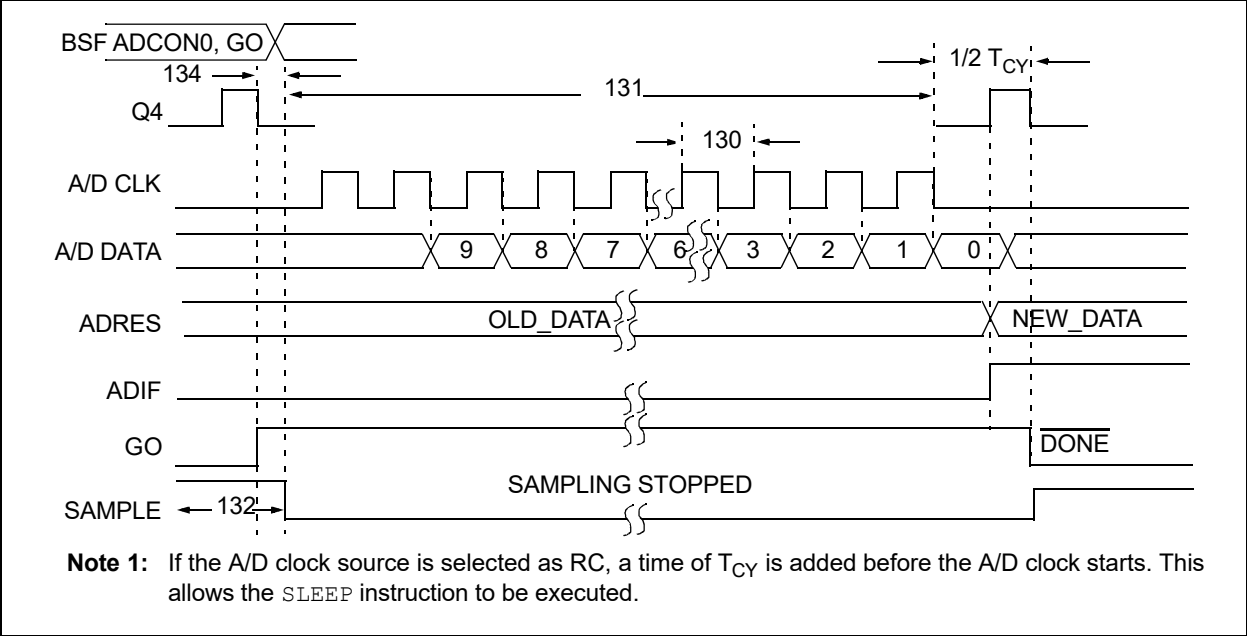 BSF ADCON0, GO
134
131
1/2 TCY
Q4
130
A/D CLK
A/D DATA
9 8 7 6 3 2 1 0
ADRES
OLD_DATA
NEW_DATA
ADIF
GO
DONE
SAMPLING STOPPED
SAMPLE
132
Note 1: If the A/D clock source is selected as RC, a time of TCY is added before the A/D clock starts. This
allows the SLEEP instruction to be executed.